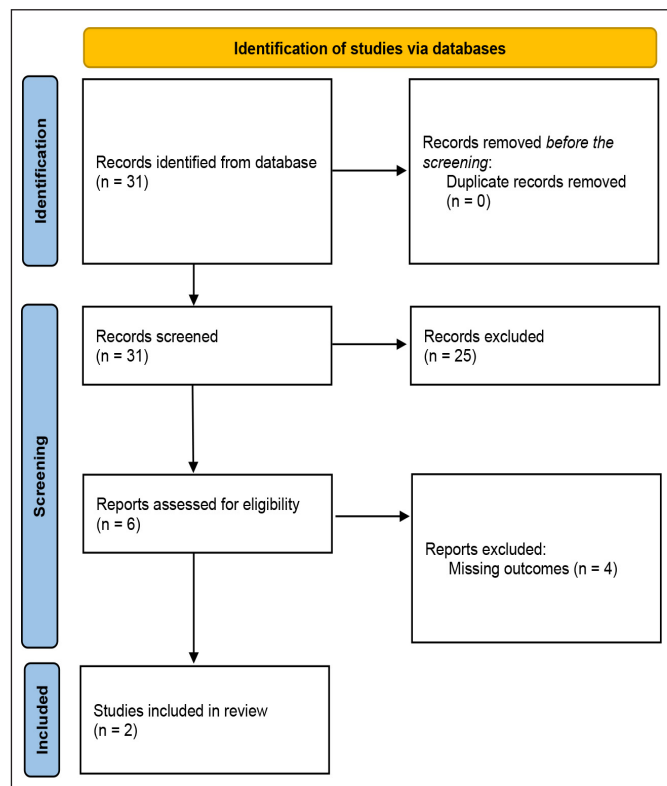 Identification of studies via databases
Identification
Records identified from database
(n = 31)
Records removed before the
screening:
Duplicate records removed
(n = 0)
Screening
Records screened
(n = 31)
Records excluded
(n = 25)
Reports assessed for eligibility
(n = 6)
Reports excluded:
Missing outcomes (n = 4)
Included
Studies included in review
(n = 2)